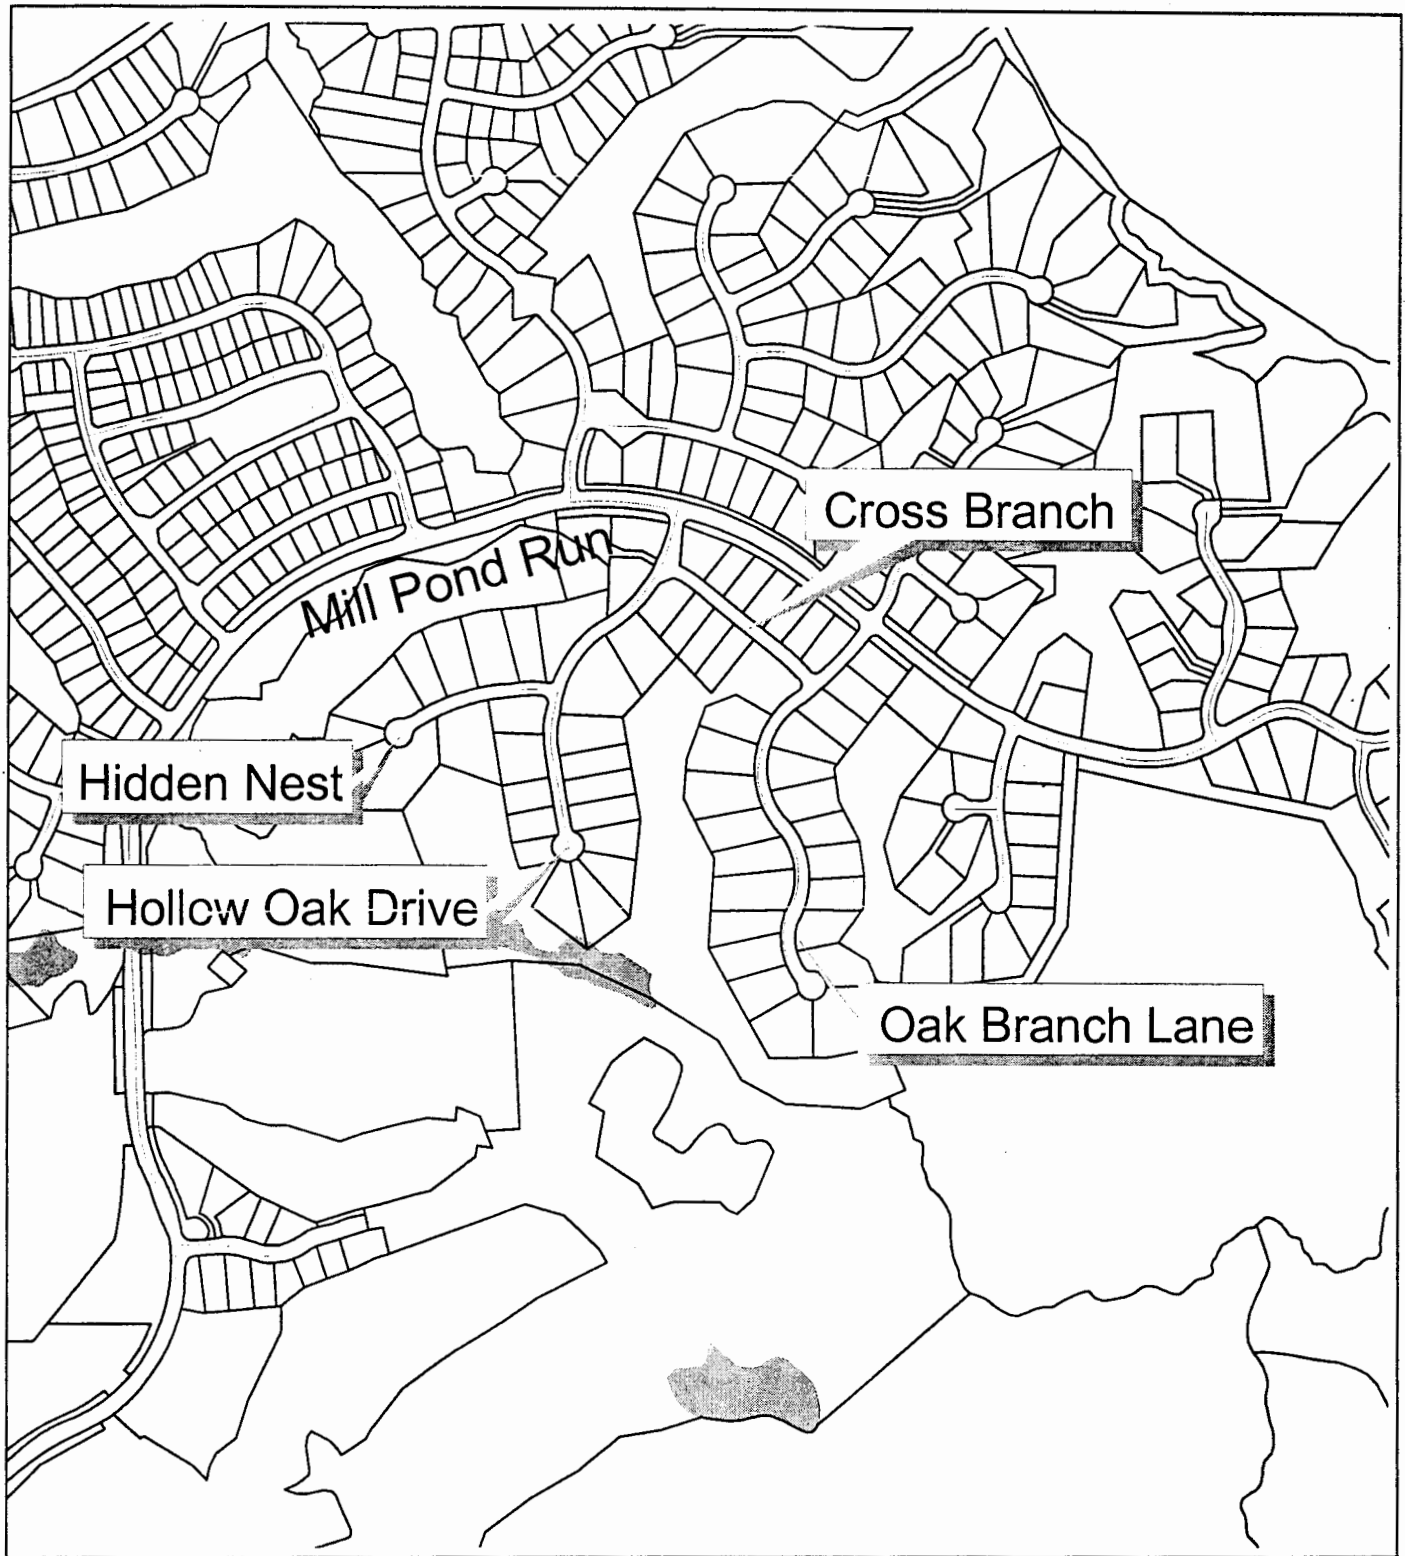 Cross Branch
Mill Pond Run
Hidden Nest
Hollow Oak Drive
Oak Branch Lane